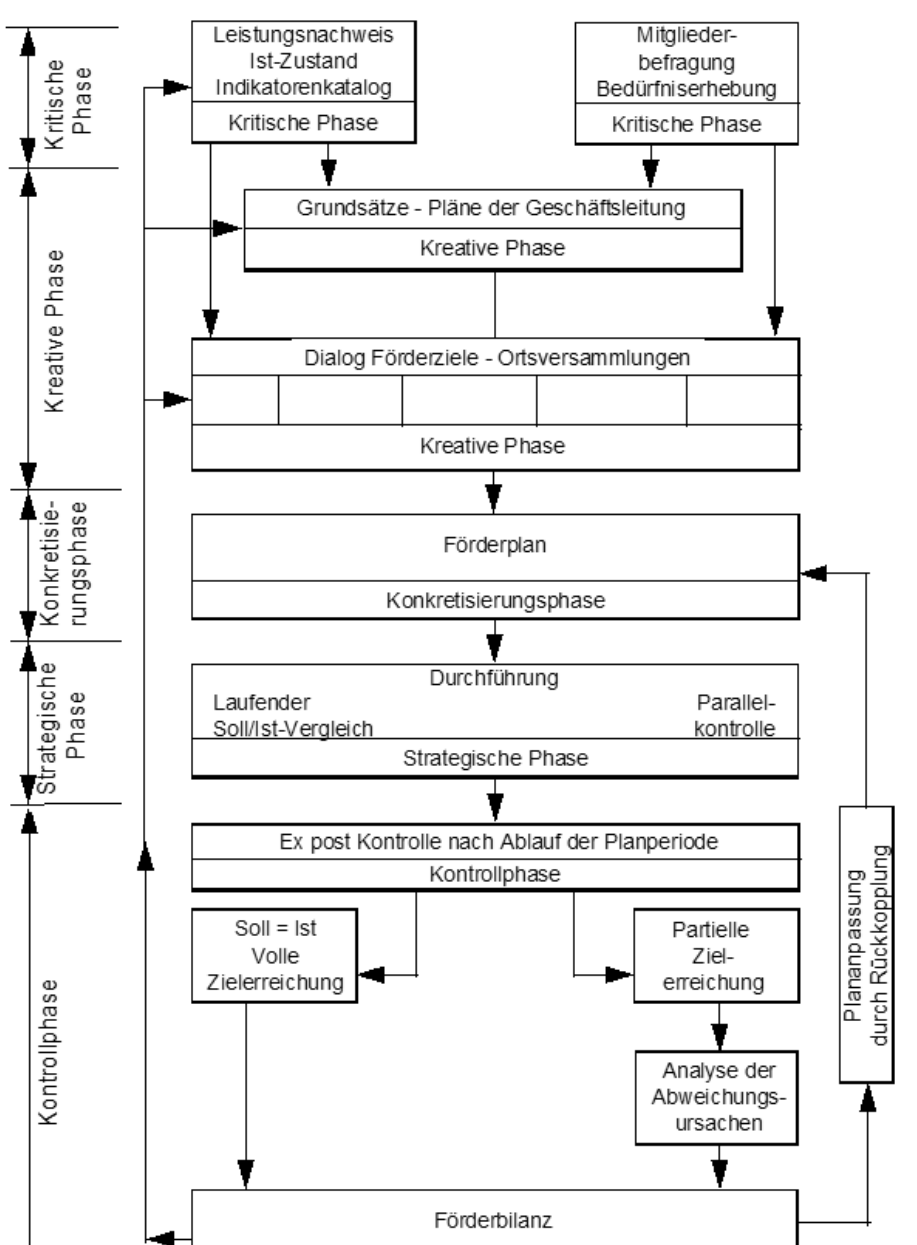 Kritische
Phase
Leistungsnachweis
Ist-Zustand
Indikatorenkatalog
Kritische Phase
Mitglieder-
befragung
Bedürfniserhebung
Kritische Phase
Kreative Phase
Grundsätze - Pläne der Geschäftsleitung
Kreative Phase
Dialog Förderziele - Ortsversammlungen
Kreative Phase
Konkretisie-
rungsphase
Förderplan
Konkretisierungsphase
Strategische
Phase
Durchführung
Laufender
Soll/Ist-Vergleich
Parallel-
kontrolle
Strategische Phase
Kontrollphase
Ex post Kontrolle nach Ablauf der Planperiode
Kontrollphase
Soll = Ist
Volle
Zielerreichung
Partielle
Ziel-
erreichung
Analyse der
Abweichungs-
ursachen
Plananpassung
durch Rückkopplung
Förderbilanz